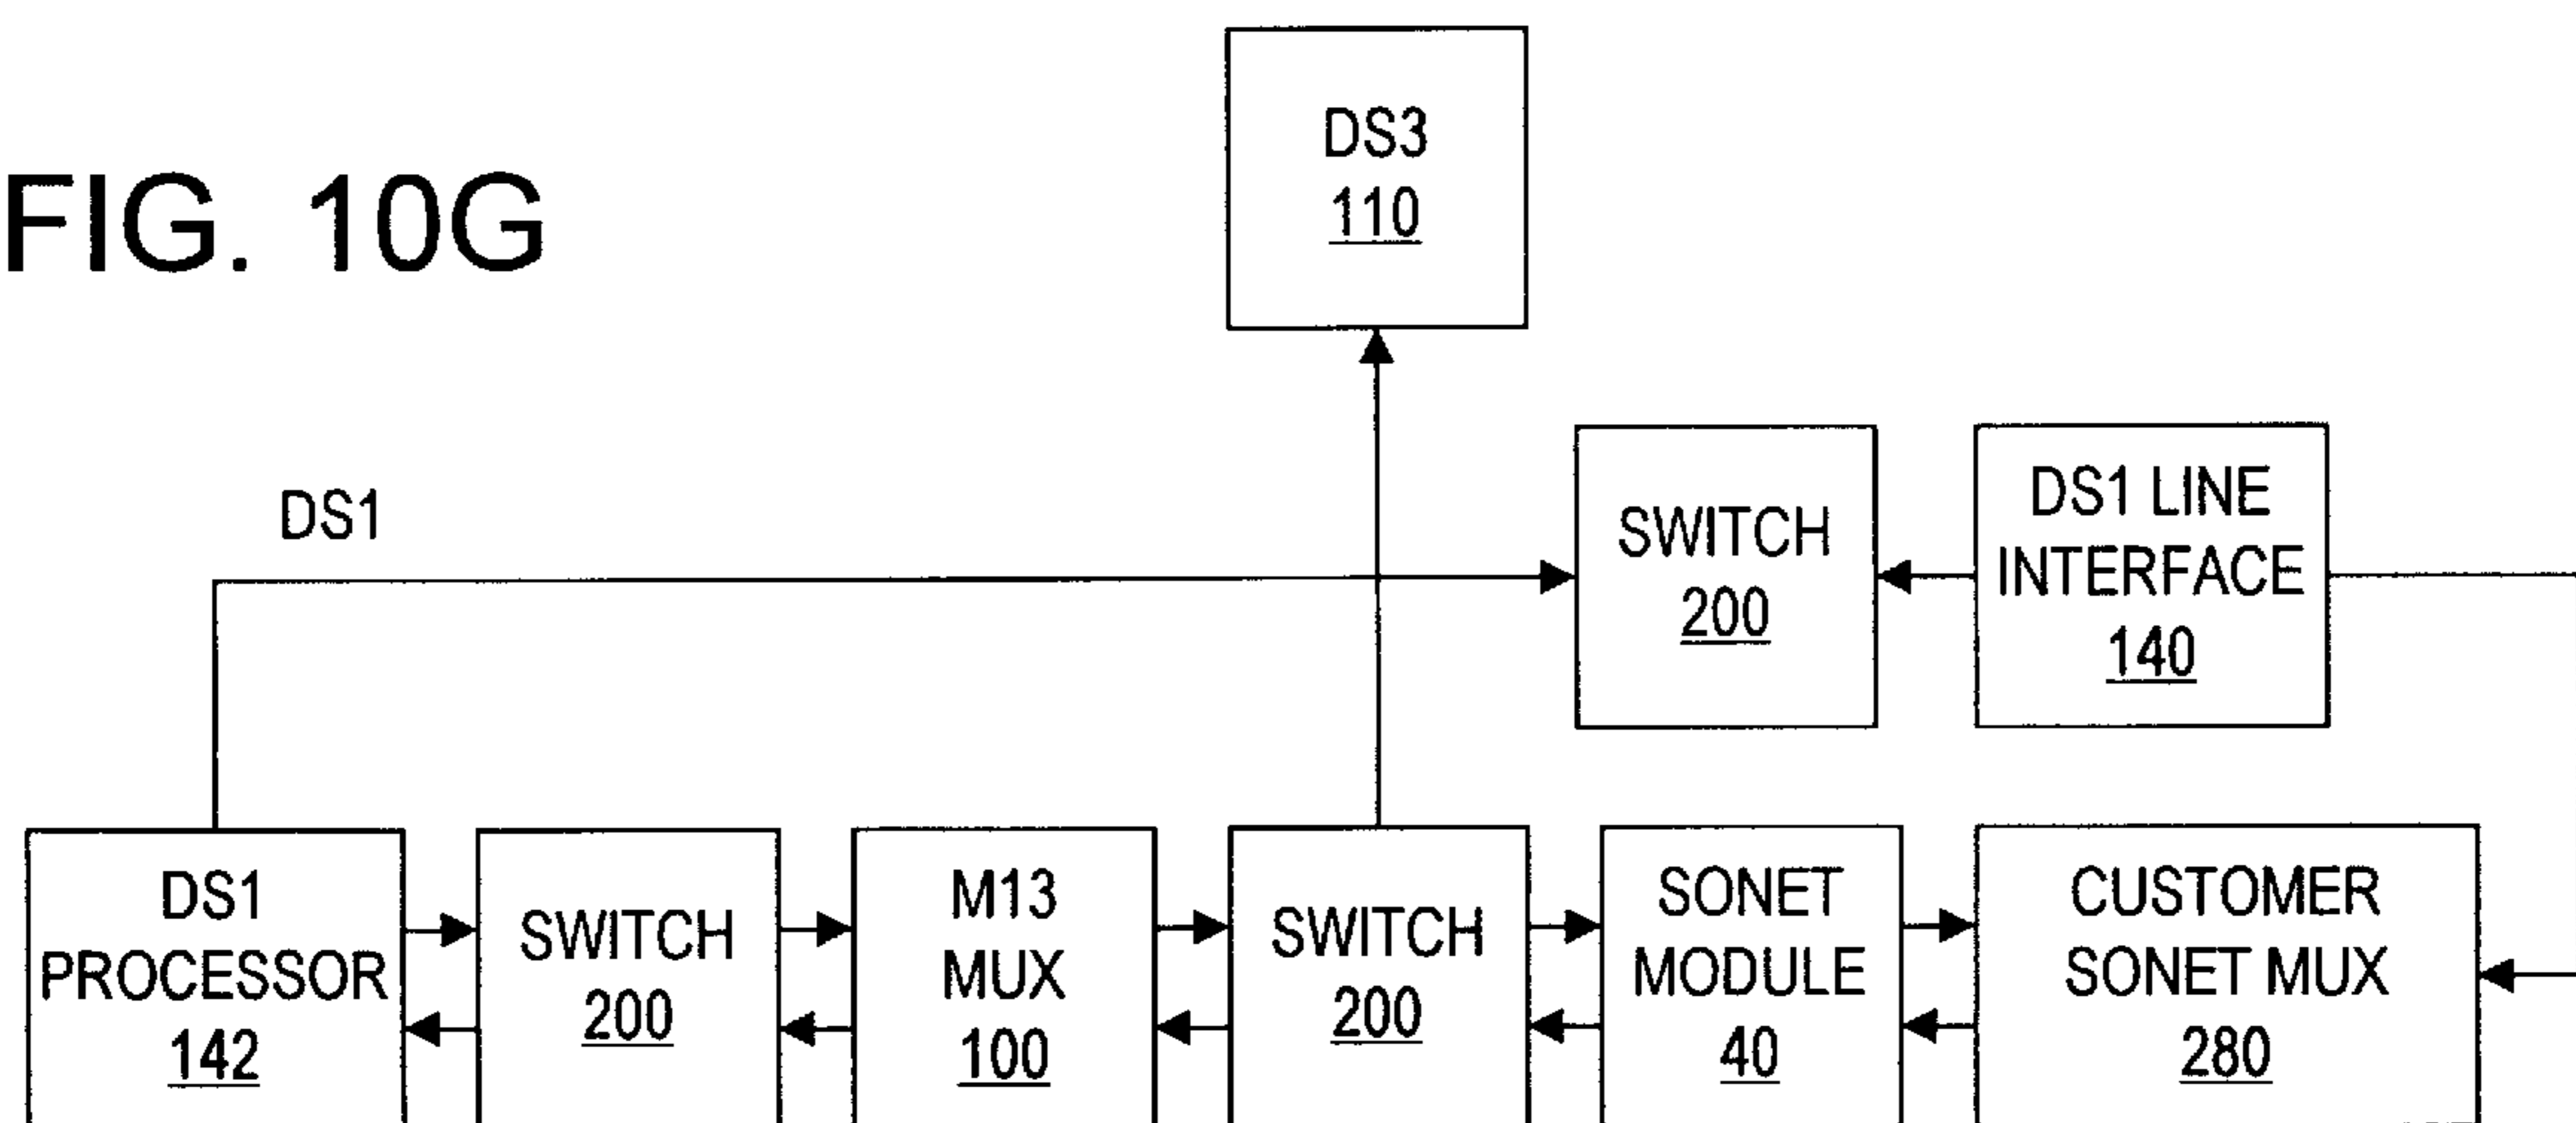 FIG. 10G
DS3
110
DS1
SWITCH
200
DS1 LINE
INTERFACE
140
DS1
PROCESSOR
142
SWITCH
200
M13
MUX
100
SWITCH
200
SONET
MODULE
40
CUSTOMER
SONET MUX
280